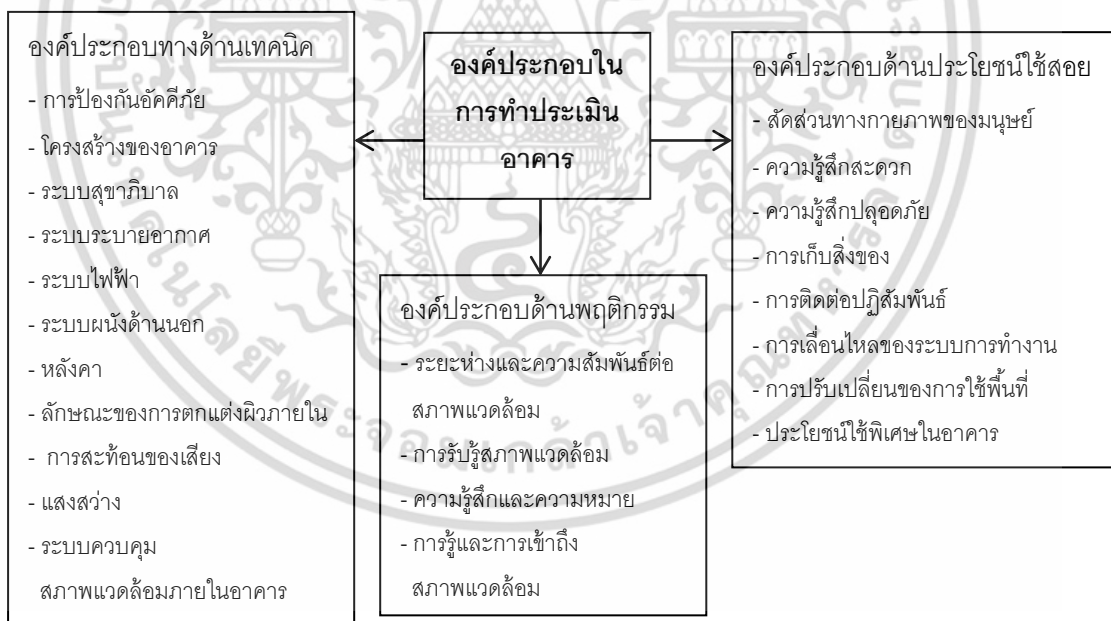 องค์ประกอบทางด้านเทคนิค
- การป้องกันอัคคีภัย
- โครงสร้างของอาคาร
- ระบบสุขาภิบาล
- ระบบระบายอากาศ
- ระบบไฟฟ้า
- ระบบผนังด้านนอก
- หลังคา
- ลักษณะของการตกแต่งผิวภายใน
- การสะท้อนของเสียง
- แสงสว่าง
- ระบบควบคุม
สภาพแวดล้อมภายในอาคาร
องค์ประกอบใน
การทำประเมิน
อาคาร
องค์ประกอบด้านพฤติกรรม
- ระยะห่างและความสัมพันธ์ต่อ
สภาพแวดล้อม
- การรับรู้สภาพแวดล้อม
- ความรู้สึกและความหมาย
- การรู้และการเข้าถึง
สภาพแวดล้อม
องค์ประกอบด้านประโยชน์ใช้สอย
- สัดส่วนทางกายภาพของมนุษย์
- ความรู้สึกสะดวก
- ความรู้สึกปลอดภัย
- การเก็บสิ่งของ
- การติดต่อปฏิสัมพันธ์
- การเลื่อนไหลของระบบการทำงาน
- การปรับเปลี่ยนของการใช้พื้นที่
- ประโยชน์ใช้พิเศษในอาคาร